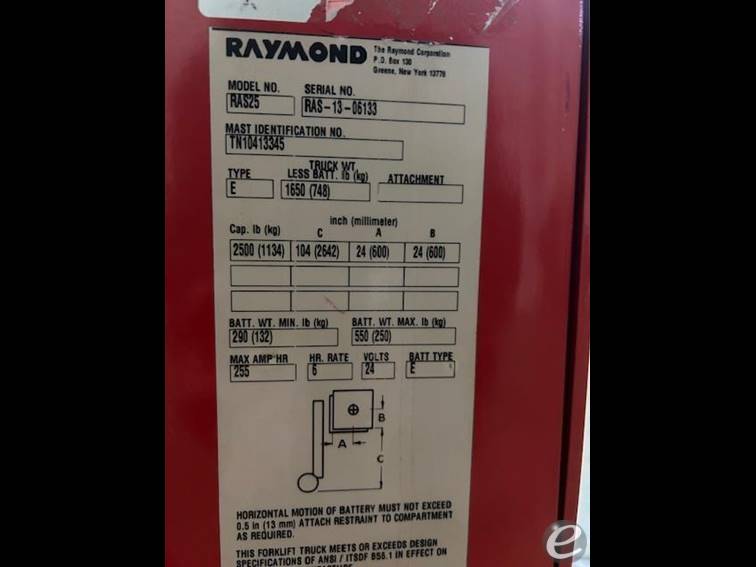 RAYMOND The Raymond Corporation
P.O. Box 130
Greene, New York 13778
MODEL NO. SERIAL NO.
RAS25 RAS-13-06133
MAST IDENTIFICATION NO.
TN10413345
TRUCK WT.
TYPE LESS BATT. lb (kg) ATTACHMENT
E 1650 (748)
inch (millimeter)
Cap. lb (kg) C A B
2500 (1134) 104 (2642) 24 (600) 24 (600)
BATT. WT. MIN. lb (kg) BATT. WT. MAX. lb (kg)
290 (132) 550 (250)
MAX AMP HR HR. RATE VOLTS BATT TYPE
255 6 24 E
B
A
C
HORIZONTAL MOTION OF BATTERY MUST NOT EXCEED
0.5 in (13 mm) ATTACH RESTRAINT TO COMPARTMENT
AS REQUIRED.
THIS FORKLIFT TRUCK MEETS OR EXCEEDS DESIGN
SPECIFICATIONS OF ANSI / ITSDF B56.1 IN EFFECT ON
e